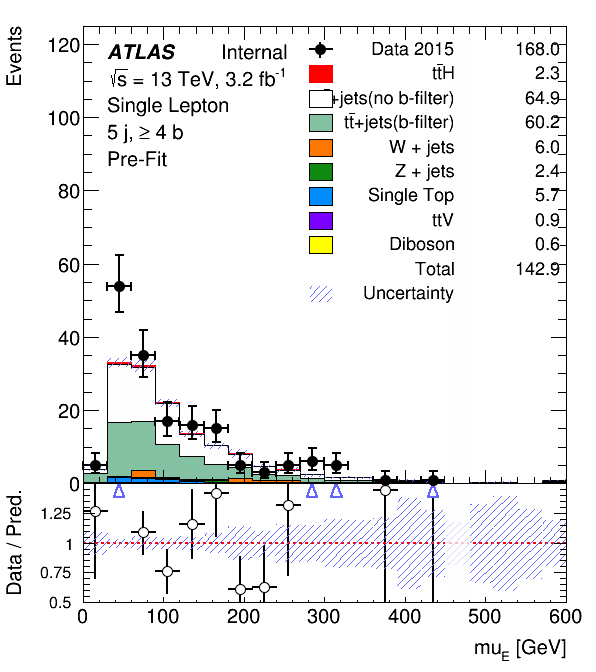 Events
120
100
80
60
40
20
0
ATLAS Internal
√s = 13 TeV, 3.2 fb⁻¹
Single Lepton
5 j, ≥ 4 b
Pre-Fit
Data 2015 168.0
tt̄H 2.3
+jets(no b-filter) 64.9
tt̄+jets(b-filter) 60.2
W + jets 6.0
Z + jets 2.4
Single Top 5.7
ttV 0.9
Diboson 0.6
Total 142.9
Uncertainty
Data / Pred.
1.25
1
0.75
0.5
0 100 200 300 400 500 600
mu_E [GeV]